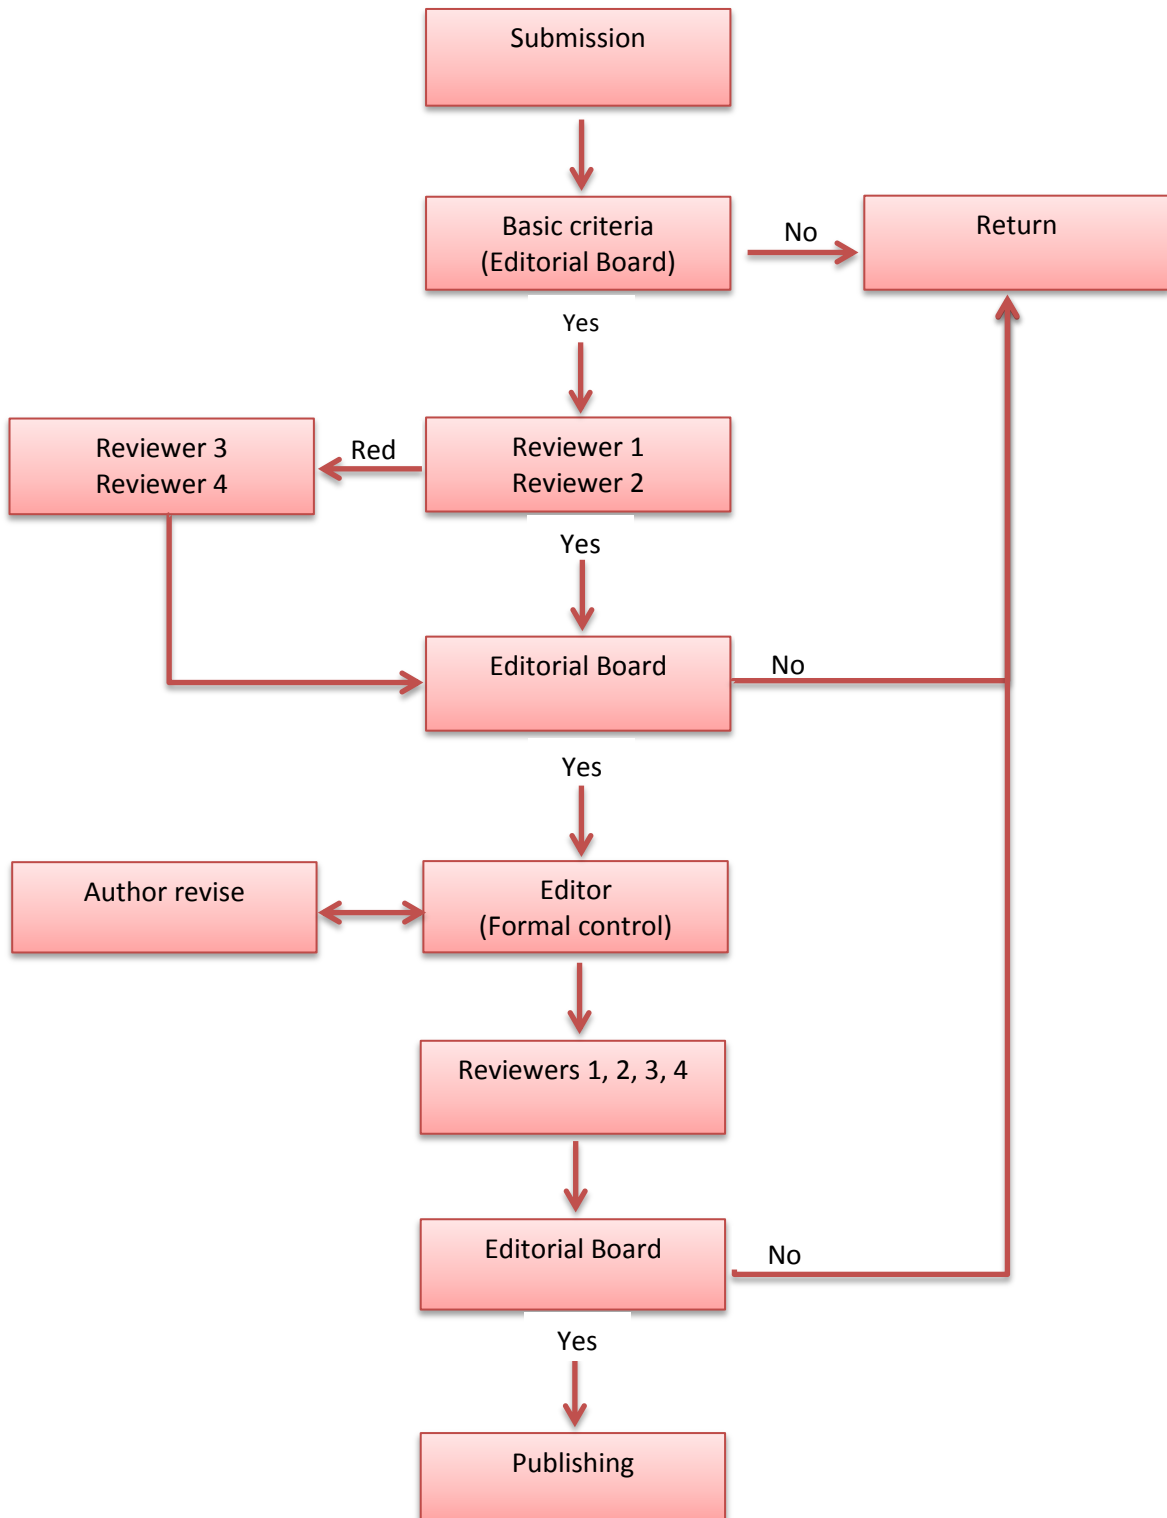 Submission
Basic criteria
(Editorial Board)
No
Return
Yes
Reviewer 3
Reviewer 4
Red
Reviewer 1
Reviewer 2
Yes
Editorial Board
No
Yes
Author revise
Editor
(Formal control)
Reviewers 1, 2, 3, 4
Editorial Board
No
Yes
Publishing